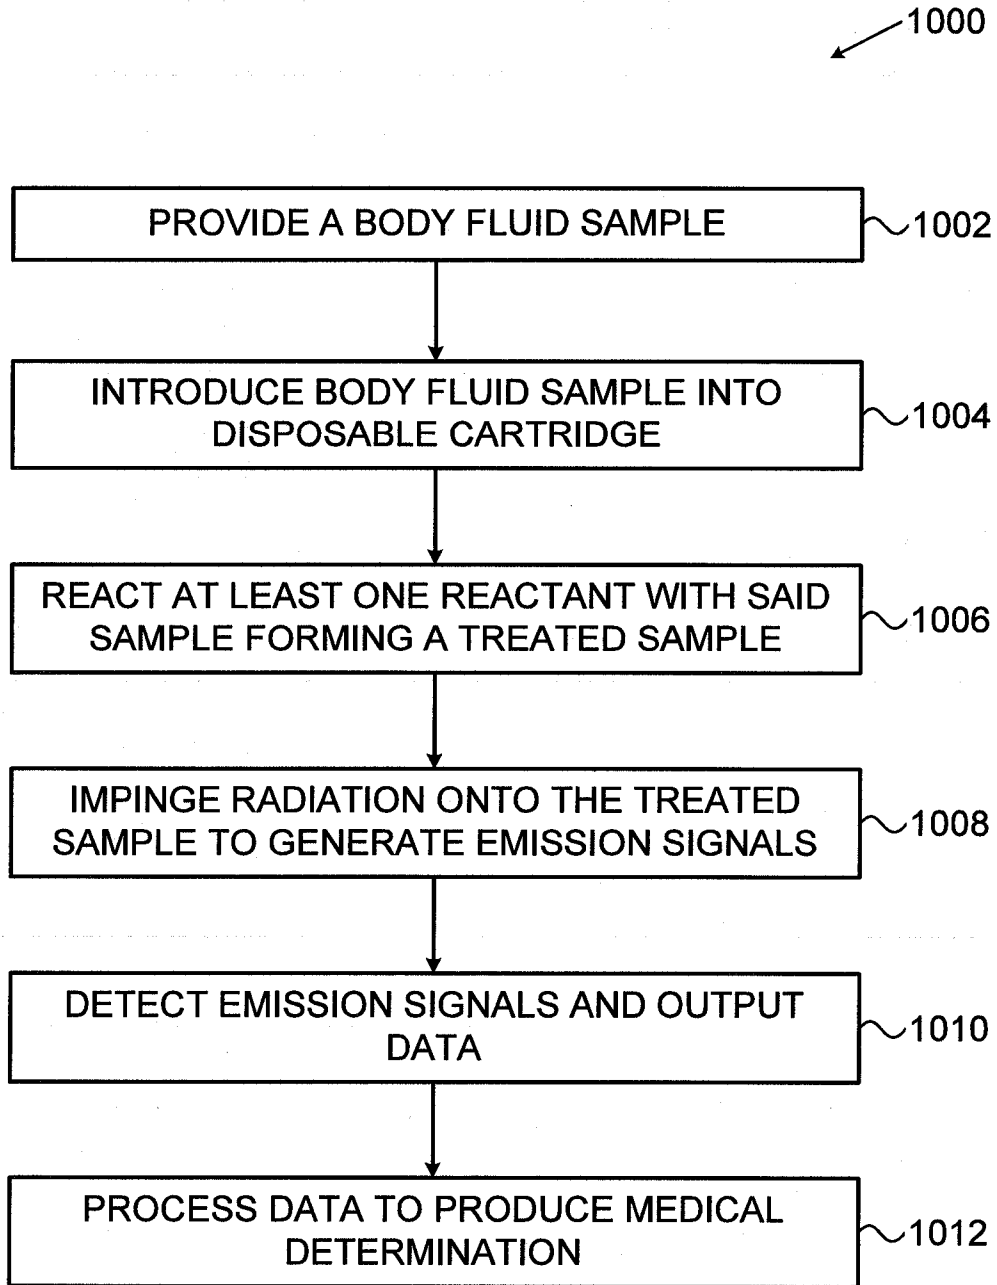 1000
PROVIDE A BODY FLUID SAMPLE
1002
INTRODUCE BODY FLUID SAMPLE INTO
DISPOSABLE CARTRIDGE
1004
REACT AT LEAST ONE REACTANT WITH SAID
SAMPLE FORMING A TREATED SAMPLE
1006
IMPINGE RADIATION ONTO THE TREATED
SAMPLE TO GENERATE EMISSION SIGNALS
1008
DETECT EMISSION SIGNALS AND OUTPUT
DATA
1010
PROCESS DATA TO PRODUCE MEDICAL
DETERMINATION
1012